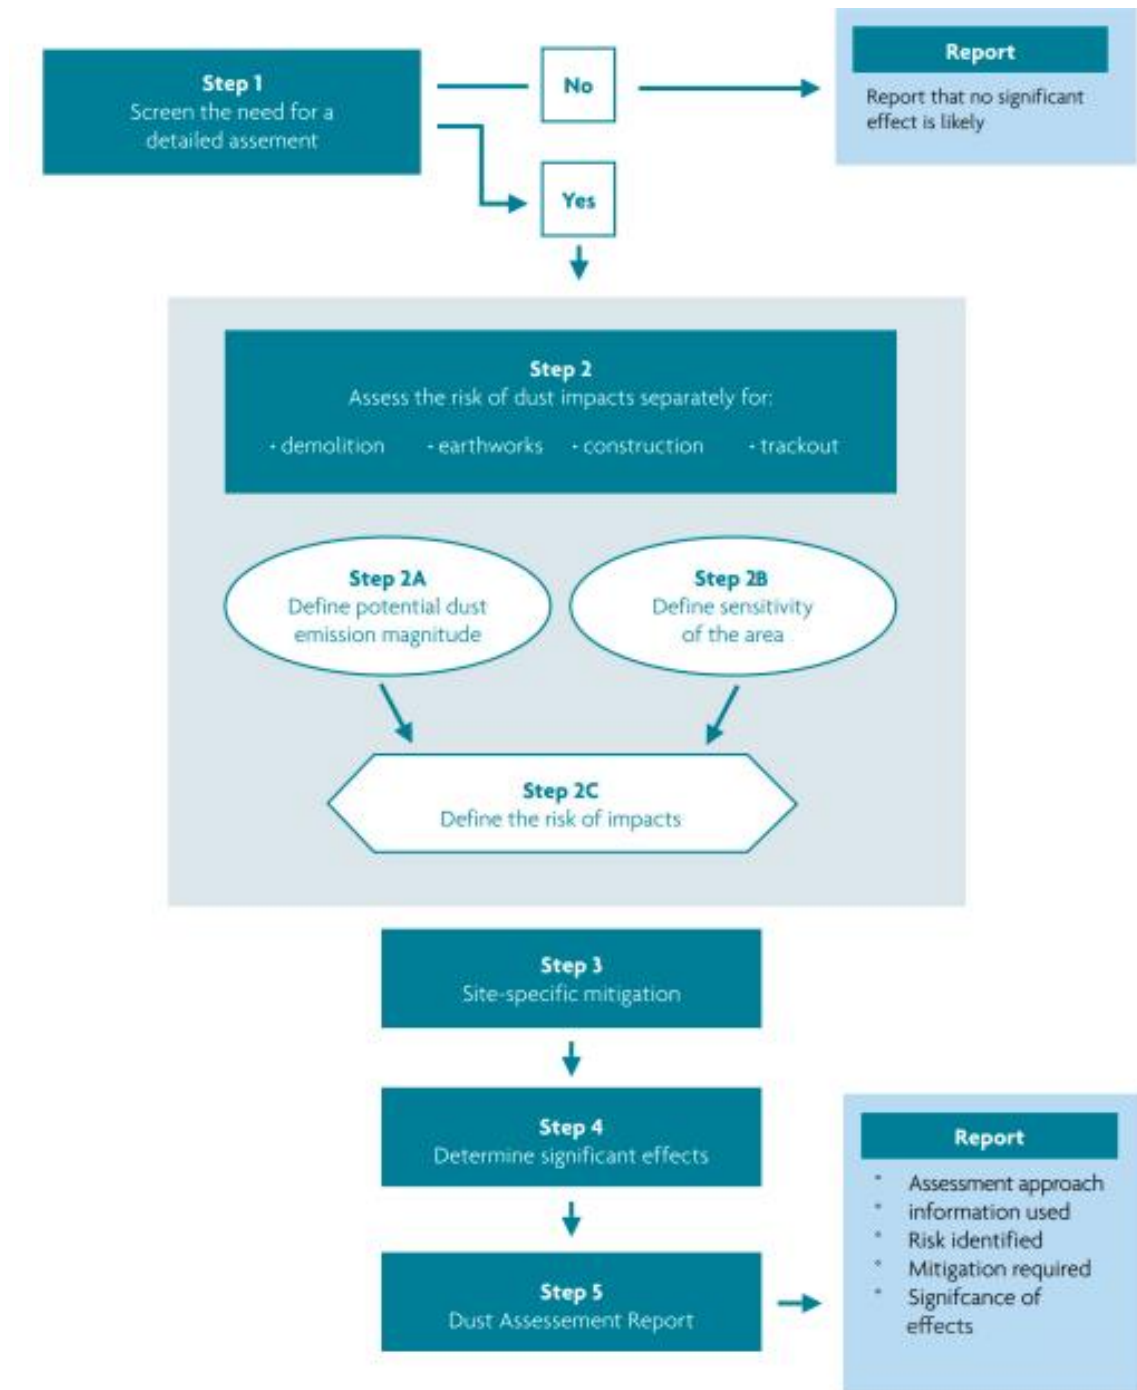 Step 1
Screen the need for a
detailed assement
No
Report
Report that no significant
effect is likely
Yes
Step 2
Assess the risk of dust impacts separately for:
- demolition - earthworks - construction - trackout
Step 2A
Define potential dust
emission magnitude
Step 2B
Define sensitivity
of the area
Step 2C
Define the risk of impacts
Step 3
Site-specific mitigation
Step 4
Determine significant effects
Step 5
Dust Assessement Report
Report
° Assessment approach
° information used
° Risk identified
° Mitigation required
° Signifcance of
effects